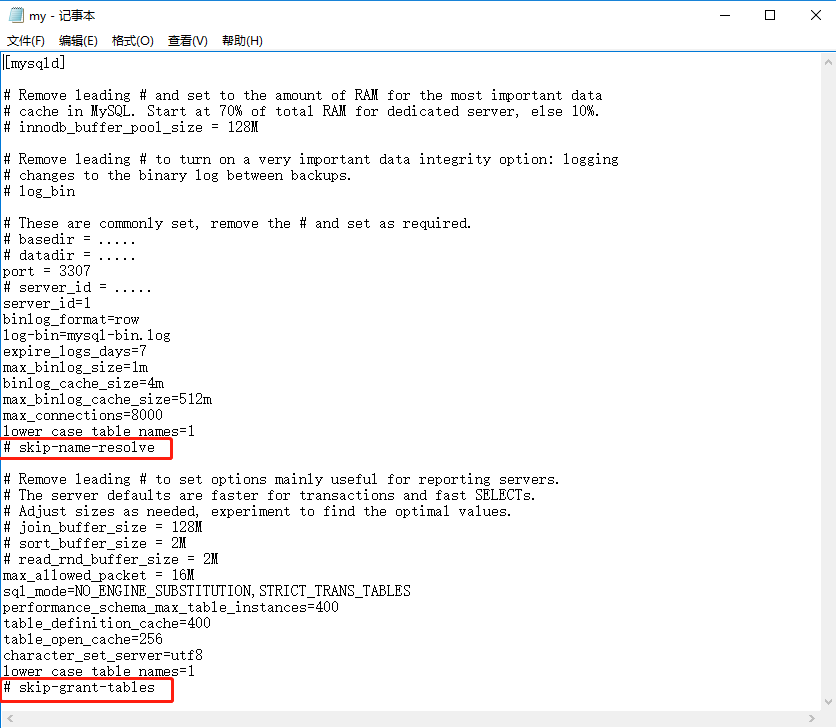 my - 记事本
文件(F) 编辑(E) 格式(O) 查看(V) 帮助(H)
[mysqld]
# Remove leading # and set to the amount of RAM for the most important data
# cache in MySQL. Start at 70% of total RAM for dedicated server, else 10%.
# innodb_buffer_pool_size = 128M
# Remove leading # to turn on a very important data integrity option: logging
# changes to the binary log between backups.
# log_bin
# These are commonly set, remove the # and set as required.
# basedir = .....
# datadir = .....
port = 3307
# server_id = .....
server_id=1
binlog_format=row
log-bin=mysql-bin.log
expire_logs_days=7
max_binlog_size=1m
binlog_cache_size=4m
max_binlog_cache_size=512m
max_connections=8000
lower_case_table_names=1
# skip-name-resolve
# Remove leading # to set options mainly useful for reporting servers.
# The server defaults are faster for transactions and fast SELECTs.
# Adjust sizes as needed, experiment to find the optimal values.
# join_buffer_size = 128M
# sort_buffer_size = 2M
# read_rnd_buffer_size = 2M
max_allowed_packet = 16M
sql_mode=NO_ENGINE_SUBSTITUTION,STRICT_TRANS_TABLES
performance_schema_max_table_instances=400
table_definition_cache=400
table_open_cache=256
character_set_server=utf8
lower_case_table_names=1
# skip-grant-tables